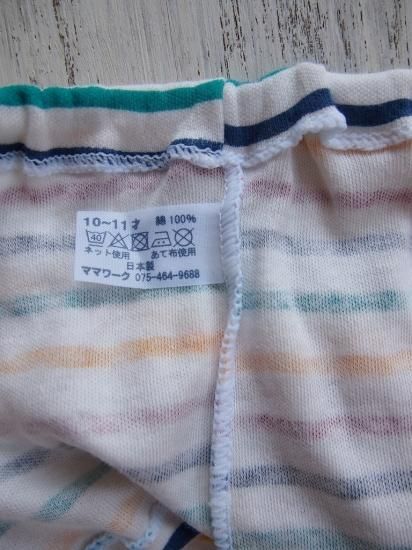 10～11才 綿100%
40
ネット使用 あて布使用
日本製
ママワーク 075-464-9688